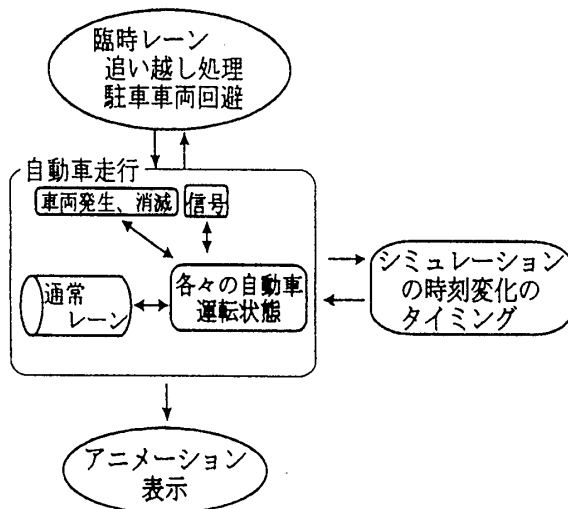 臨時レーン
追い越し処理
駐車車両回避
自動車走行
車両発生、消滅
信号
通常
レーン
各々の自動車
運転状態
シミュレーション
の時刻変化の
タイミング
アニメーション
表示